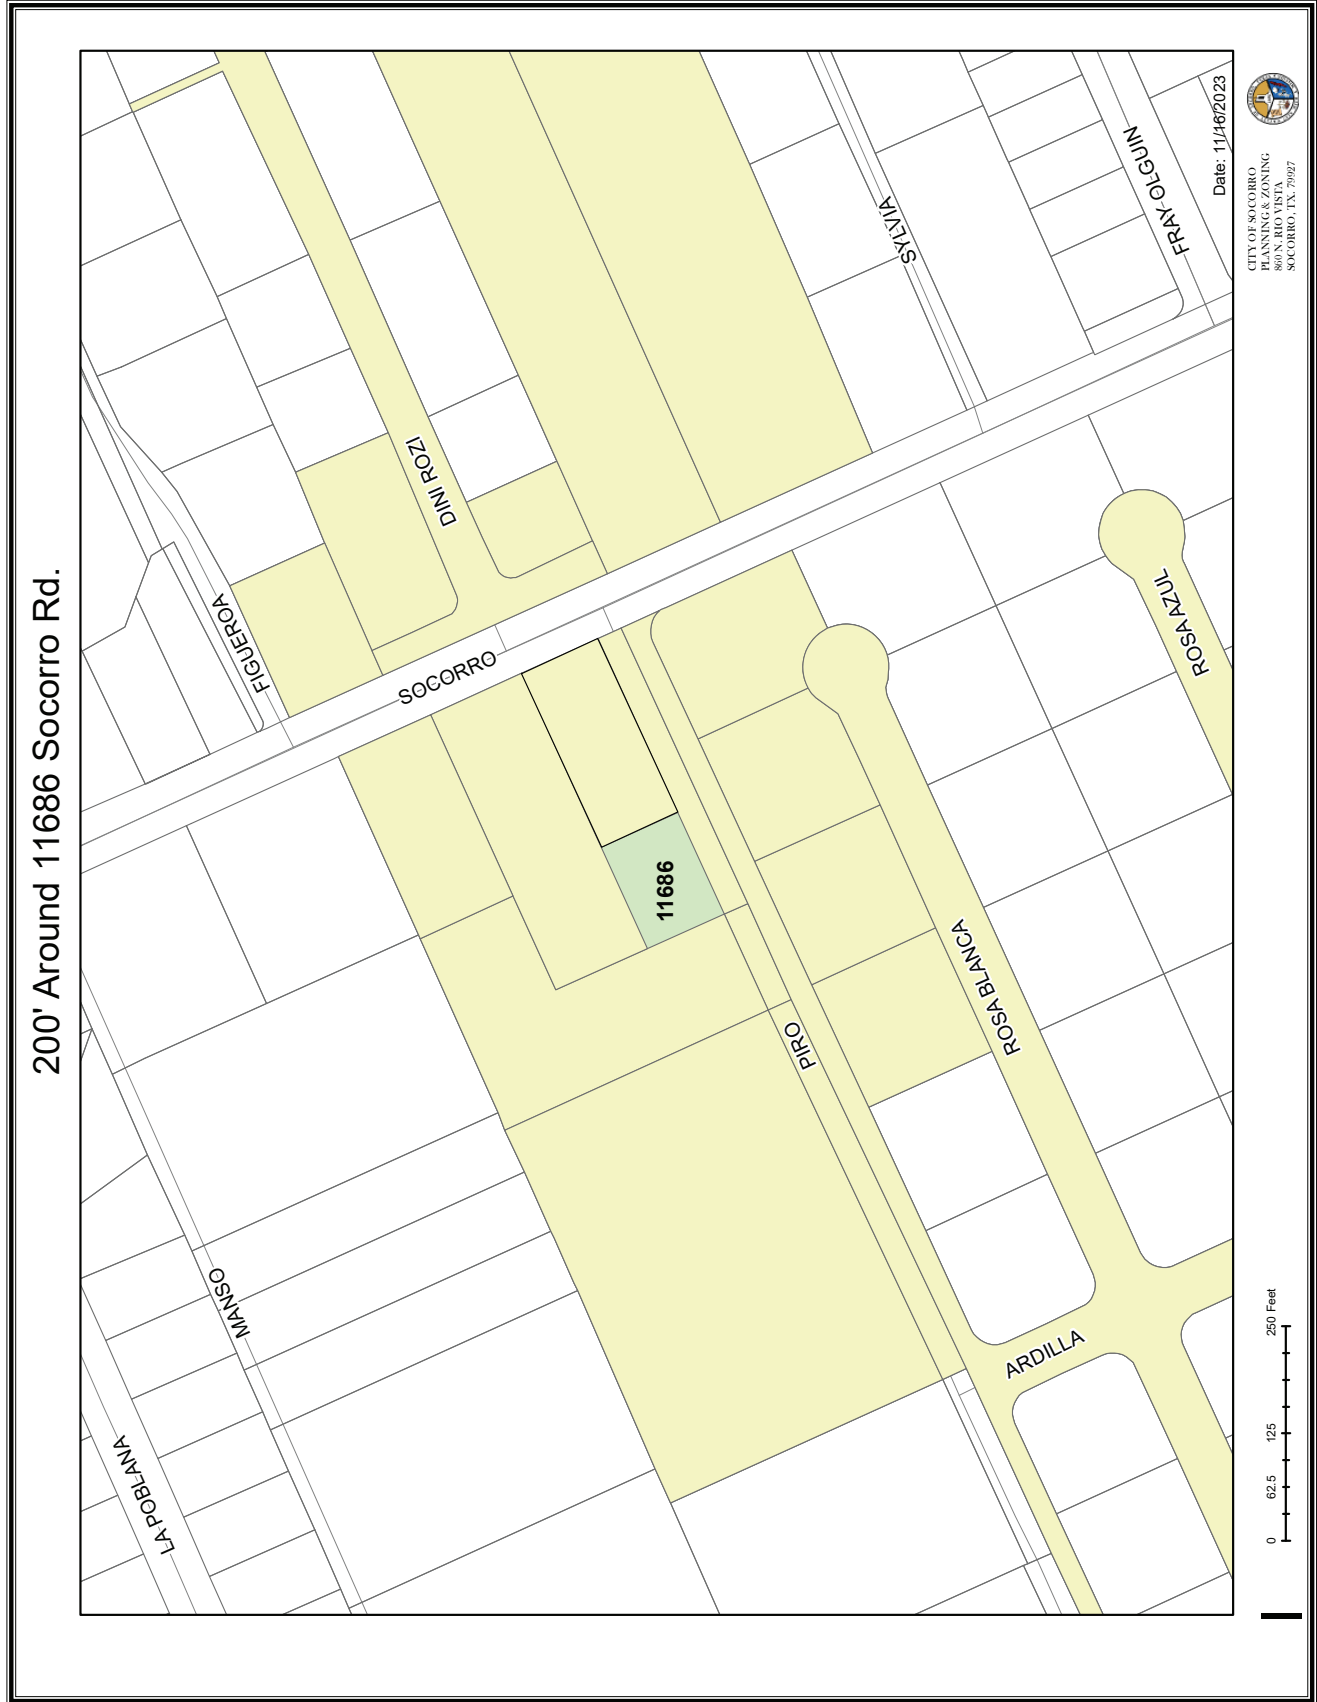 200' Around 11686 Socorro Rd.
FIGUEROA
DINI ROZI
SOCORRO
SYLVIA
FRAY OLGUIN
Date: 11/16/2023
11686
PIRO
ROSA BLANCA
ROSA AZUL
MANSO
LA POBLANA
ARDILLA
CITY OF SOCORRO
PLANNING & ZONING
860 N. RIO VISTA
SOCORRO, TX. 79927
0 62.5 125 250 Feet